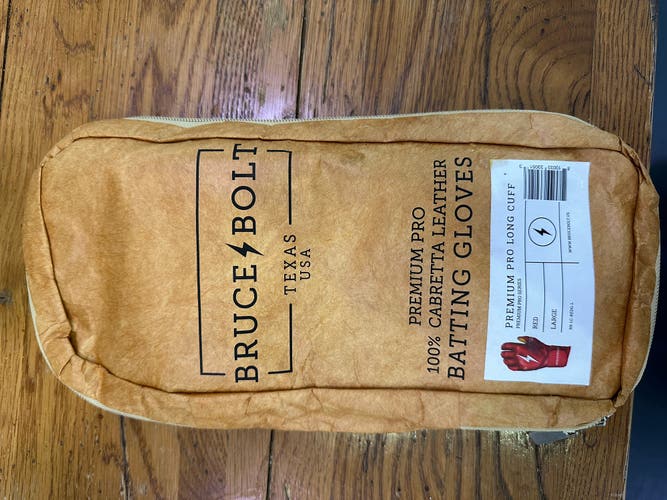 BRUCE BOLT
TEXAS
USA
PREMIUM PRO
100% CABRETTA LEATHER
BATTING GLOVES
PREMIUM PRO LONG CUFF
PREMIUM PRO SERIES
RED
LARGE
WWW.BRUCEBOLT.US